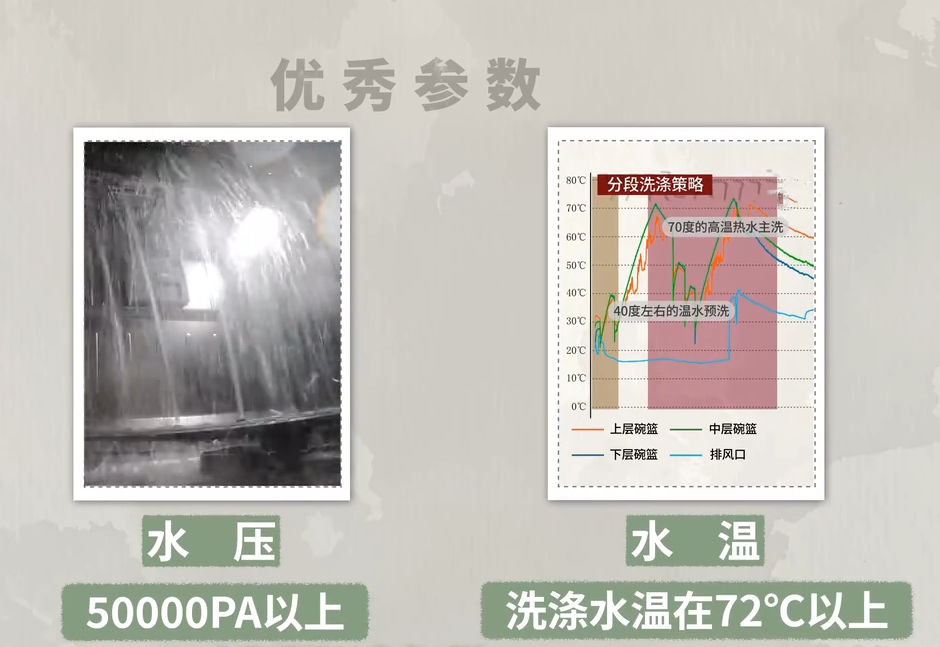 优秀参数
分段洗涤策略
80℃
70℃
70度的高温热水主洗
60℃
50℃
40℃
40度左右的温水预洗
30℃
20℃
10℃
0℃
上层碗篮
中层碗篮
下层碗篮
排风口
水 压
水 温
50000PA以上
洗涤水温在72℃以上